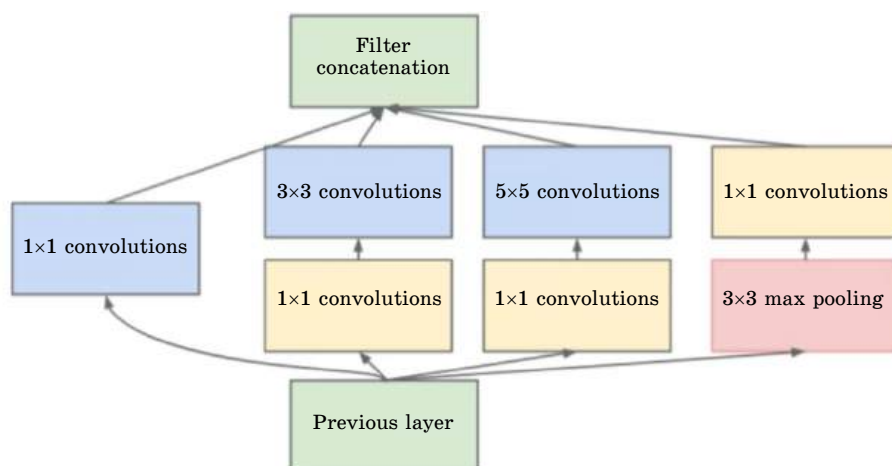 Filter
concatenation
3×3 convolutions
5×5 convolutions
1×1 convolutions
1×1 convolutions
1×1 convolutions
1×1 convolutions
3×3 max pooling
Previous layer